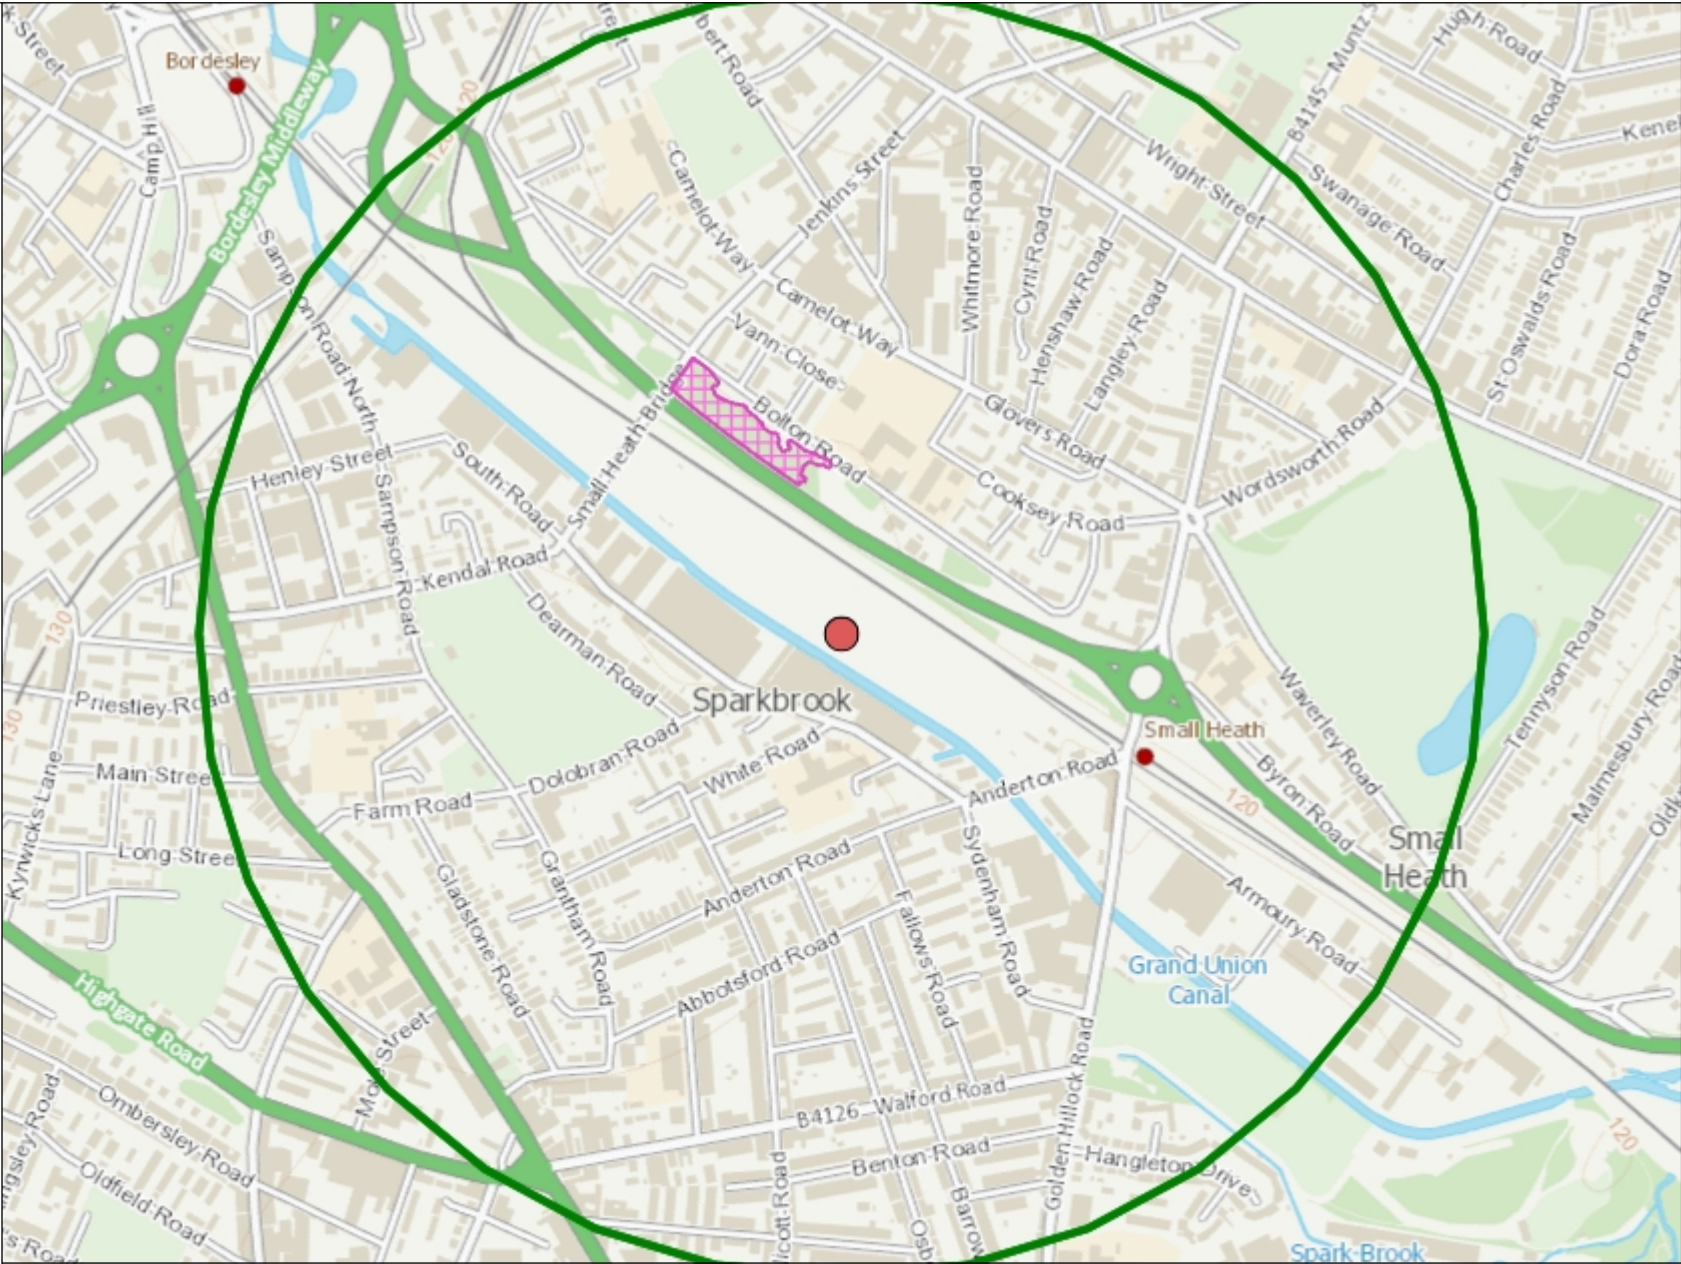 Bordesley
Bordesley Middleway
Camp Hill
120
120
Jenkins Street
Camelot Way
Camelot Way
Vann Close
Bolton Road
Small Heath Bridge
Whitmore Road
Cyril Road
Henshaw Road
Langley Road
Wright Street
Swanage Road
B4145
Hugh Road
Charles Road
St Oswalds Road
Dora Road
Glovers Road
Wordsworth Road
Cooksey Road
Sampson Road North
Sampson Road
Henley Street
South Road
Kendal Road
Dearman Road
130
130
Priestley Road
Main Street
Kyrwicks Lane
Long Street
Farm Road
Dolobran Road
White Road
Sparkbrook
Small Heath
Anderton Road
Anderton Road
Waverley Road
Byron Road
120
Small
Heath
Tennyson Road
Malmesbury Road
Armoury Road
Grantham Road
Gladstone Road
Abbotsford Road
Fallows Road
Sydenham Road
Grand Union
Canal
Highgate Road
Golden Hillock Road
B4126
Walford Road
Benton Road
Hangleton Drive
Ombersley Road
Oldfield Road
120
Spark Brook